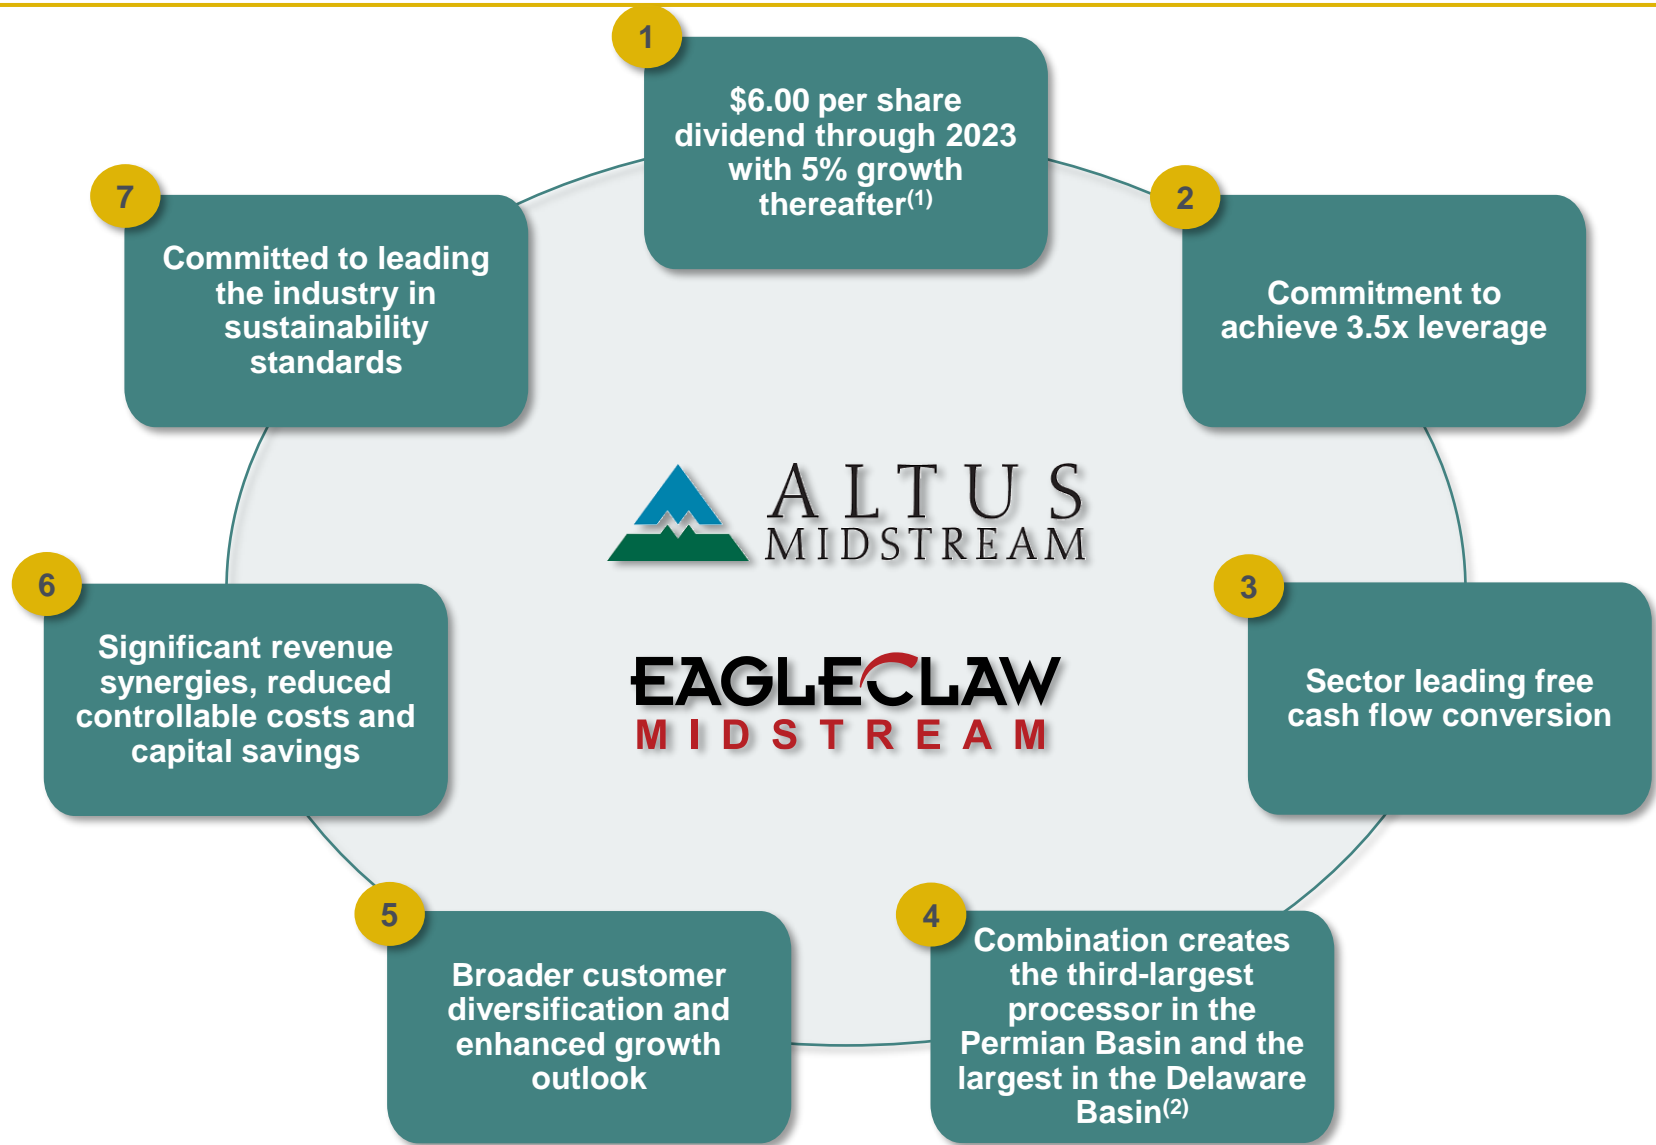 1
$6.00 per share
dividend through 2023
with 5% growth
thereafter(1)
2
Commitment to
achieve 3.5x leverage
3
Sector leading free
cash flow conversion
4
Combination creates
the third-largest
processor in the
Permian Basin and the
largest in the Delaware
Basin(2)
5
Broader customer
diversification and
enhanced growth
outlook
6
Significant revenue
synergies, reduced
controllable costs and
capital savings
7
Committed to leading
the industry in
sustainability
standards
ALTUS
MIDSTREAM
EAGLECLAW
MIDSTREAM